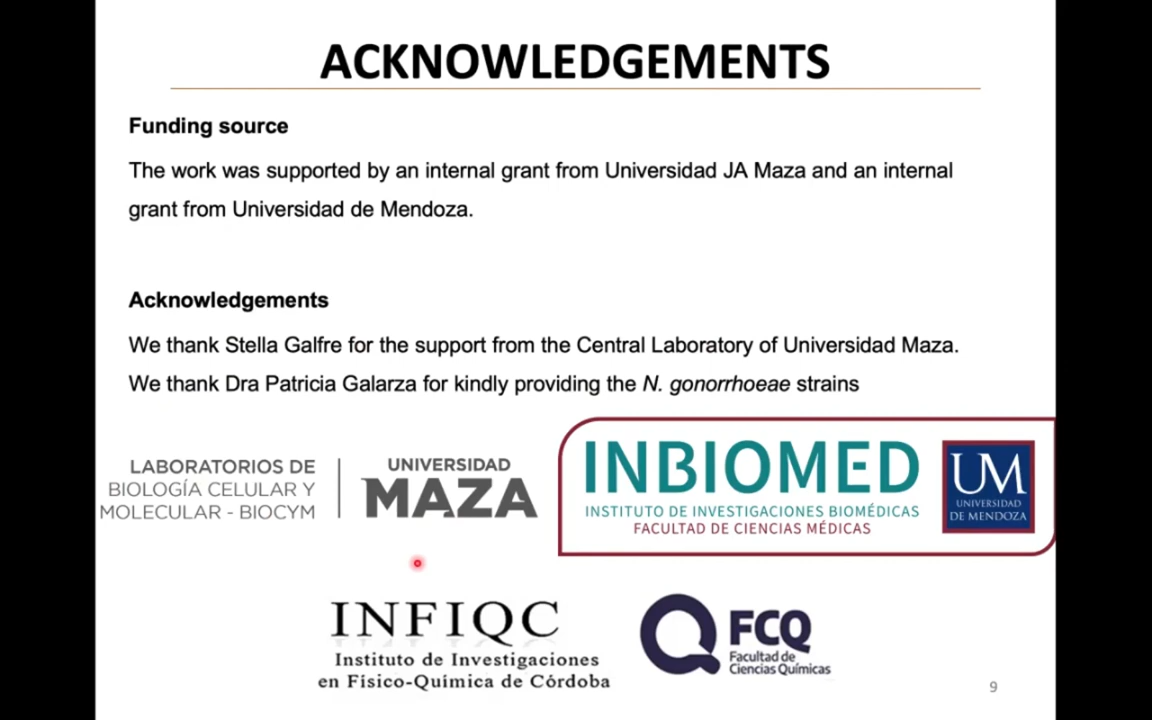 ACKNOWLEDGEMENTS
Funding source
The work was supported by an internal grant from Universidad JA Maza and an internal
grant from Universidad de Mendoza.
Acknowledgements
We thank Stella Galfre for the support from the Central Laboratory of Universidad Maza.
We thank Dra Patricia Galarza for kindly providing the N. gonorrhoeae strains
LABORATORIOS DE
BIOLOGÍA CELULAR Y
MOLECULAR - BIOCYM
UNIVERSIDAD
MAZA
INBIOMED
INSTITUTO DE INVESTIGACIONES BIOMÉDICAS
FACULTAD DE CIENCIAS MÉDICAS
UM
UNIVERSIDAD
DE MENDOZA
INFIQC
Instituto de Investigaciones
en Físico-Química de Córdoba
FCQ
Facultad de
Ciencias Químicas
9